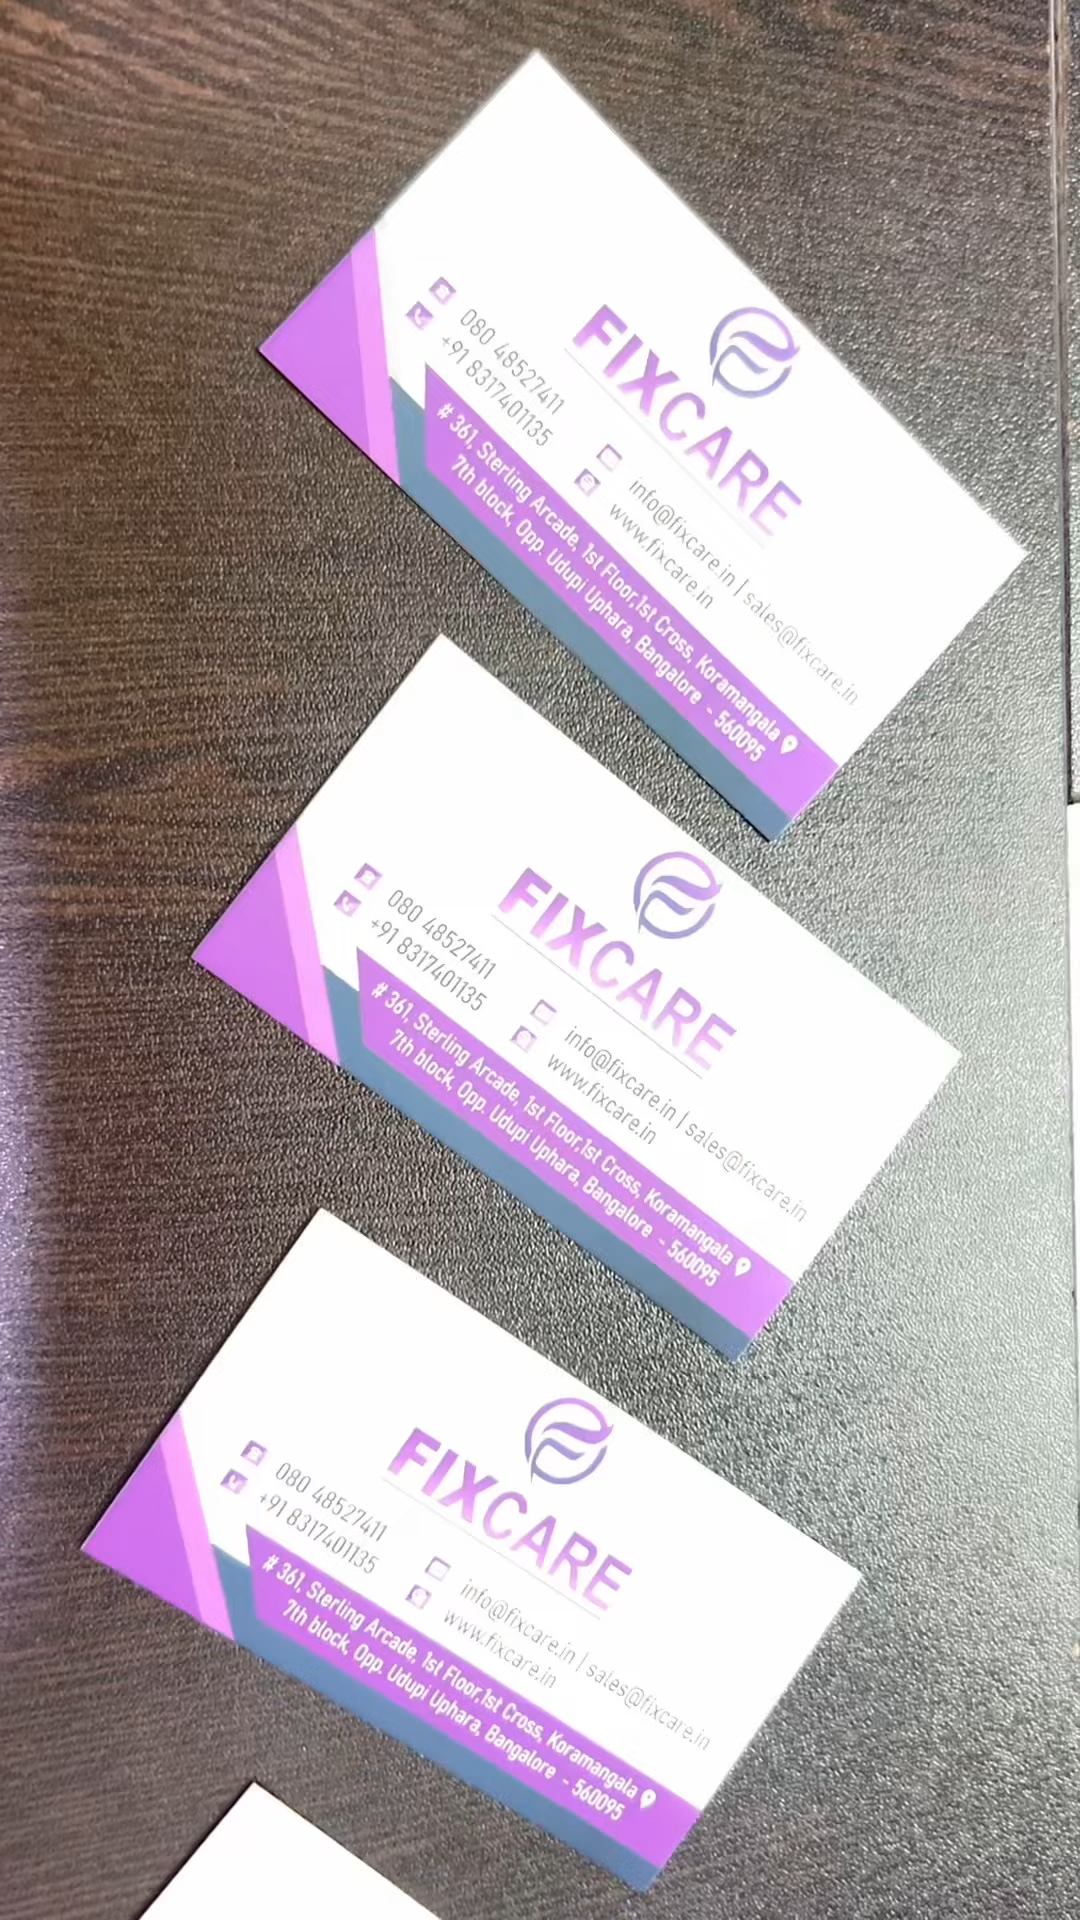 FIXCARE
080 48527411
+91 8317401135
info@fixcare.in | sales@fixcare.in
www.fixcare.in
# 361, Sterling Arcade, 1st Floor,1st Cross, Koramangala
7th block, Opp. Udupi Uphara, Bangalore - 560095
FIXCARE
080 48527411
+91 8317401135
info@fixcare.in | sales@fixcare.in
www.fixcare.in
# 361, Sterling Arcade, 1st Floor,1st Cross, Koramangala
7th block, Opp. Udupi Uphara, Bangalore - 560095
FIXCARE
080 48527411
+91 8317401135
info@fixcare.in | sales@fixcare.in
www.fixcare.in
# 361, Sterling Arcade, 1st Floor,1st Cross, Koramangala
7th block, Opp. Udupi Uphara, Bangalore - 560095